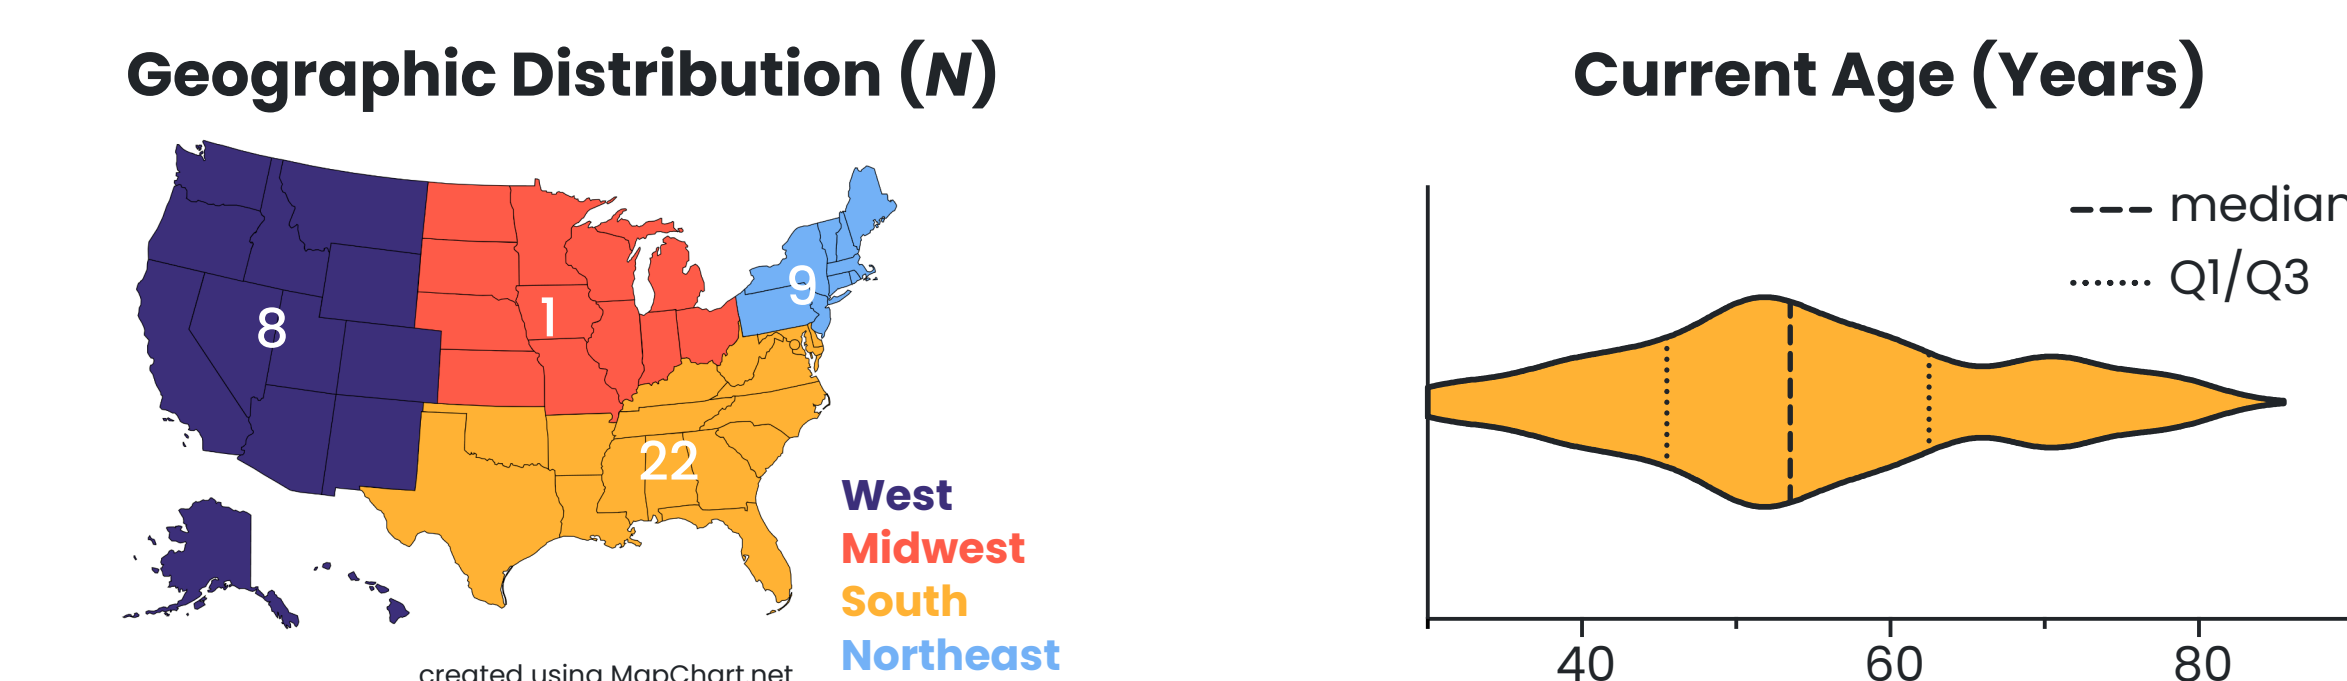 Geographic Distribution (N)
8
1
9
22
West
Midwest
South
Northeast
created using MapChart.net
Current Age (Years)
median
Q1/Q3
40 60 80